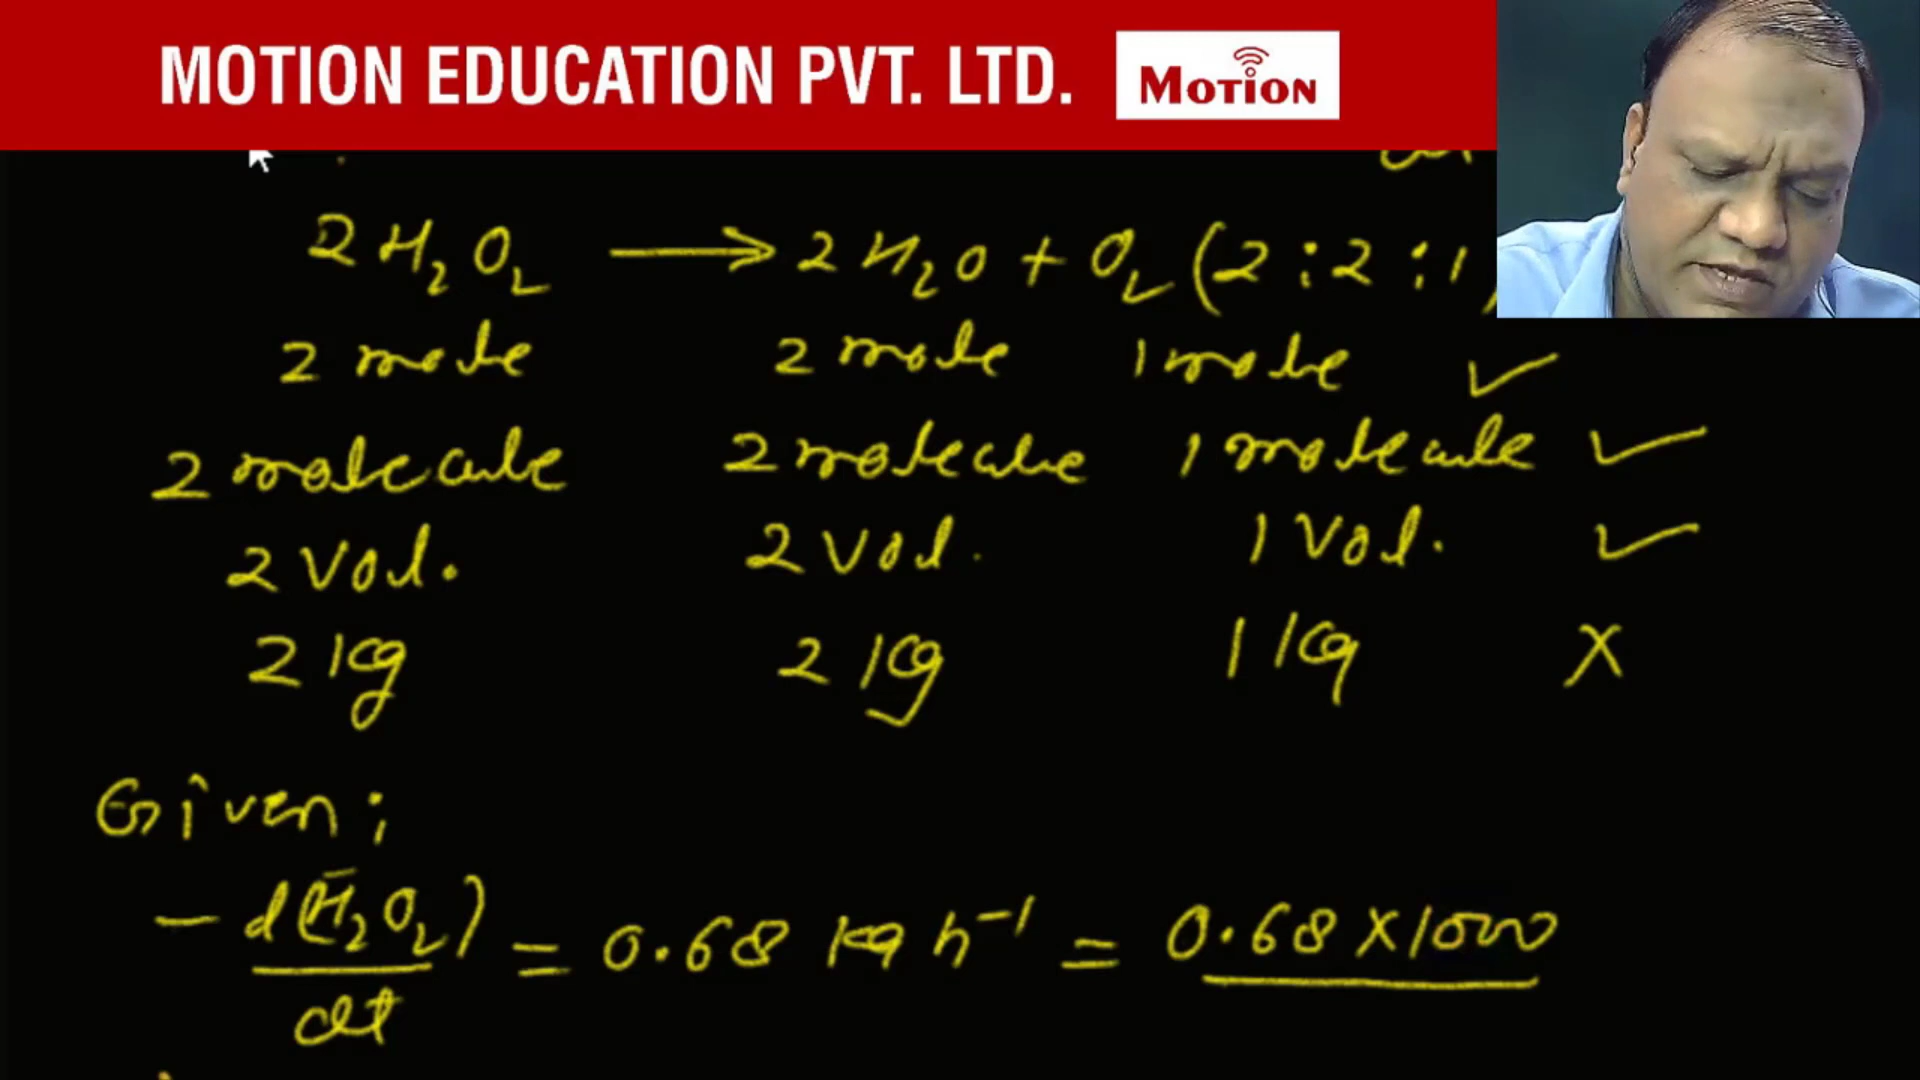 MOTION EDUCATION PVT. LTD. MOTiON
2H₂O₂ ⟶ 2H₂O + O₂ (2 : 2 : 1)
2 mole 2 mole 1 mole ✓
2 molecule 2 molecule 1 molecule ✓
2 Vol. 2 Vol. 1 Vol. ✓
2 Kg 2 Kg 1 Kg X
Given :
- d(H₂O₂) / dt = 0.68 Kg h⁻¹ = 0.68 X 1000